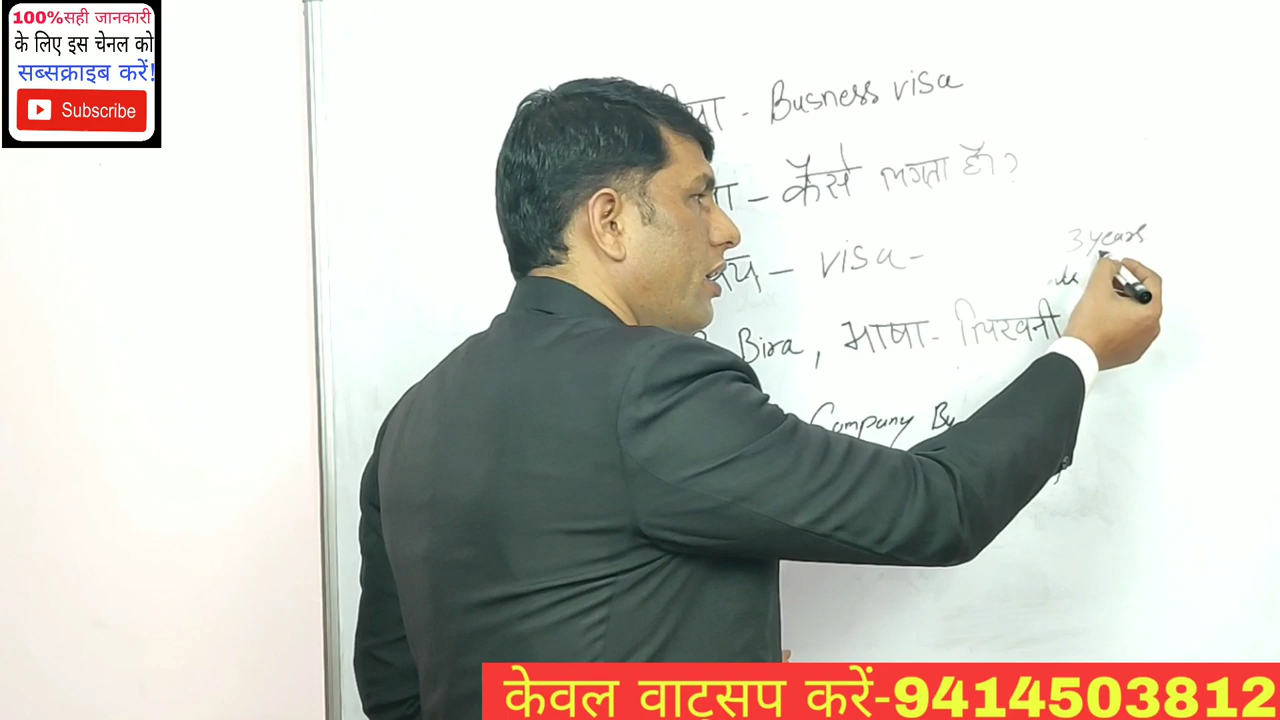 100%सही जानकारी
के लिए इस चेनल को
सब्सक्राइब करें!
Subscribe
- Busness visa
- कैसे लगता है?
- visa -
3 years
Bira, भाषा-
Company By
केवल वाट्सप करें-9414503812